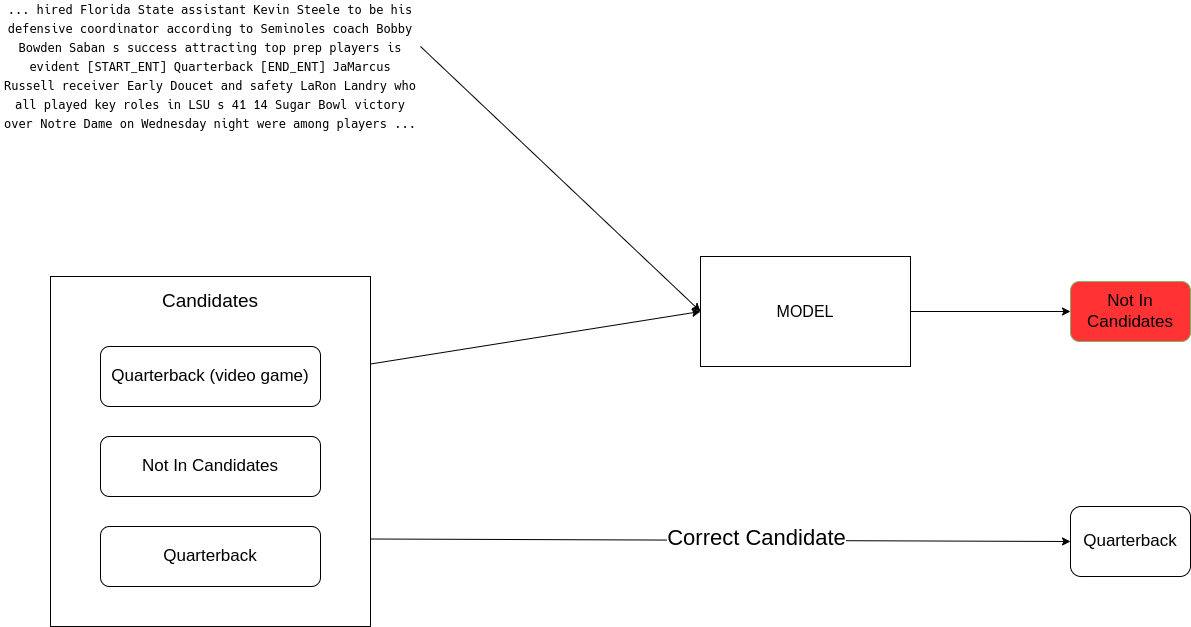 ... hired Florida State assistant Kevin Steele to be his
defensive coordinator according to Seminoles coach Bobby
Bowden Saban s success attracting top prep players is
evident [START_ENT] Quarterback [END_ENT] JaMarcus
Russell receiver Early Doucet and safety LaRon Landry who
all played key roles in LSU s 41 14 Sugar Bowl victory
over Notre Dame on Wednesday night were among players ...
Candidates
Quarterback (video game)
Not In Candidates
Quarterback
MODEL
Not In
Candidates
Correct Candidate
Quarterback